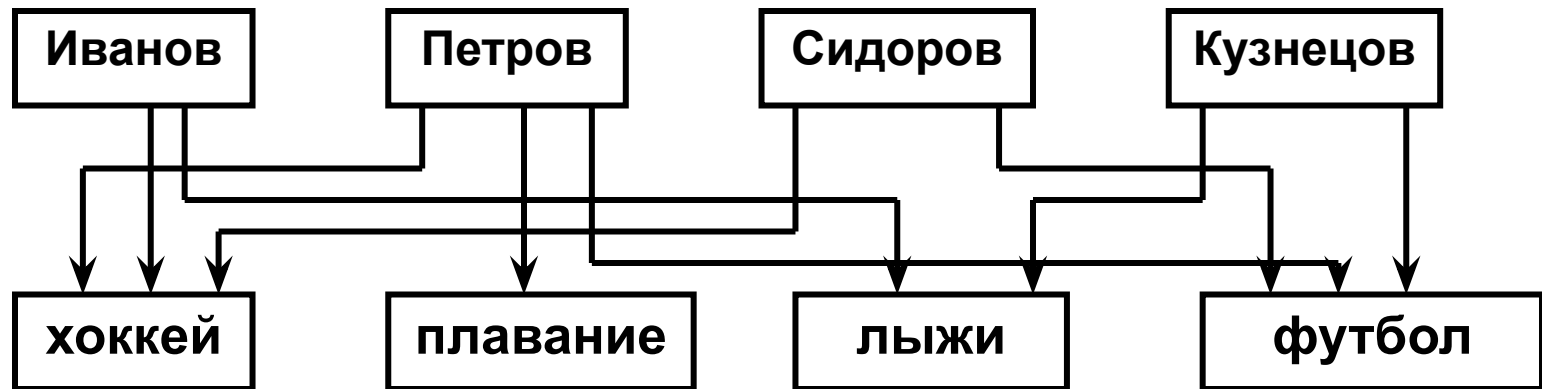 Иванов
Петров
Сидоров
Кузнецов
хоккей
плавание
лыжи
футбол